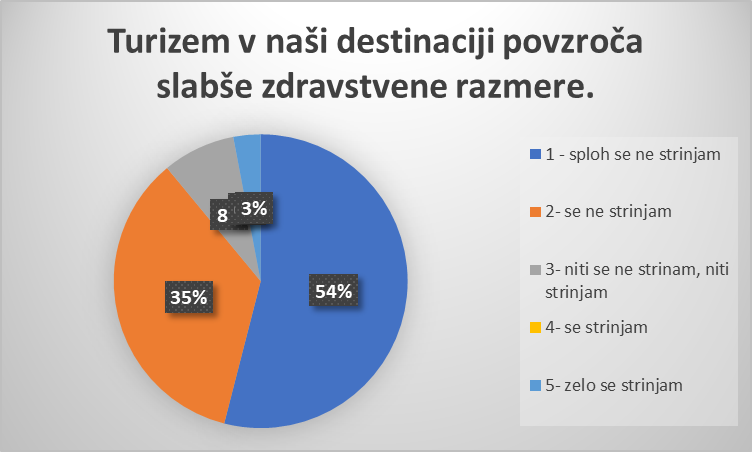 Turizem v naši destinaciji povzroča
slabše zdravstvene razmere.
8
3%
35%
54%
1 - sploh se ne strinjam
2- se ne strinjam
3- niti se ne strinam, niti
strinjam
4- se strinjam
5- zelo se strinjam